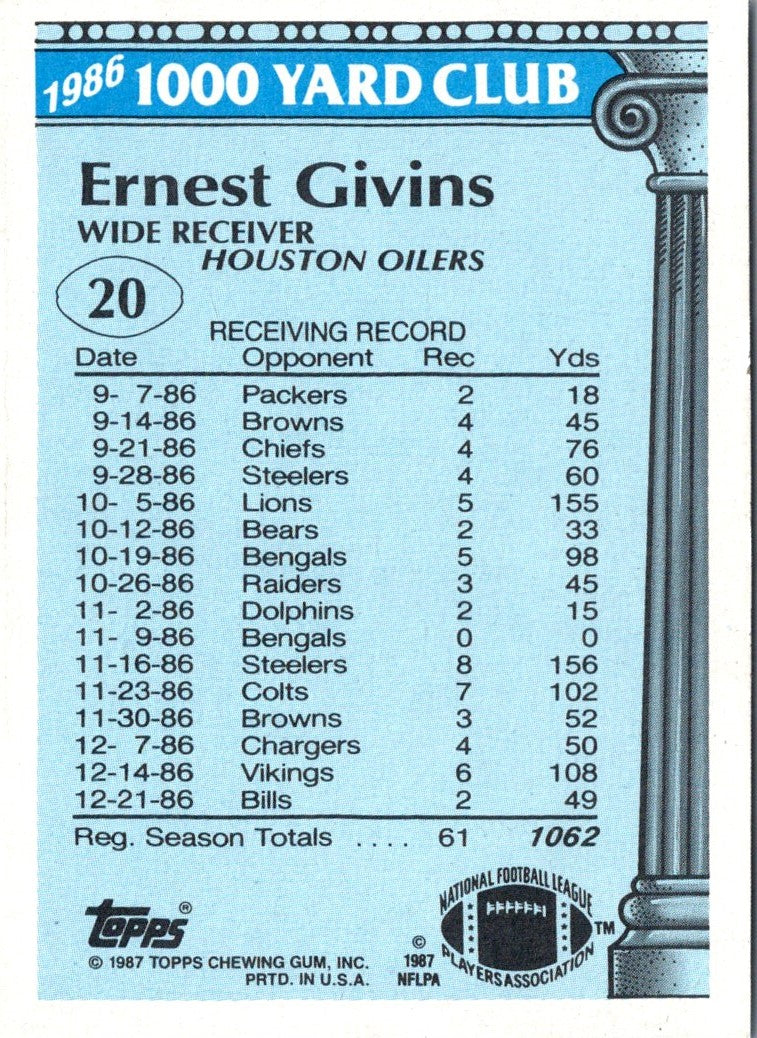 1986 1000 YARD CLUB
Ernest Givins
WIDE RECEIVER
HOUSTON OILERS
20
RECEIVING RECORD
Date Opponent Rec Yds
9- 7-86 Packers 2 18
9-14-86 Browns 4 45
9-21-86 Chiefs 4 76
9-28-86 Steelers 4 60
10- 5-86 Lions 5 155
10-12-86 Bears 2 33
10-19-86 Bengals 5 98
10-26-86 Raiders 3 45
11- 2-86 Dolphins 2 15
11- 9-86 Bengals 0 0
11-16-86 Steelers 8 156
11-23-86 Colts 7 102
11-30-86 Browns 3 52
12- 7-86 Chargers 4 50
12-14-86 Vikings 6 108
12-21-86 Bills 2 49
Reg. Season Totals .... 61 1062
topps®
© 1987 TOPPS CHEWING GUM, INC.
PRTD. IN U.S.A.
© 1987 NFLPA
NATIONAL FOOTBALL LEAGUE
PLAYERS ASSOCIATION
TM